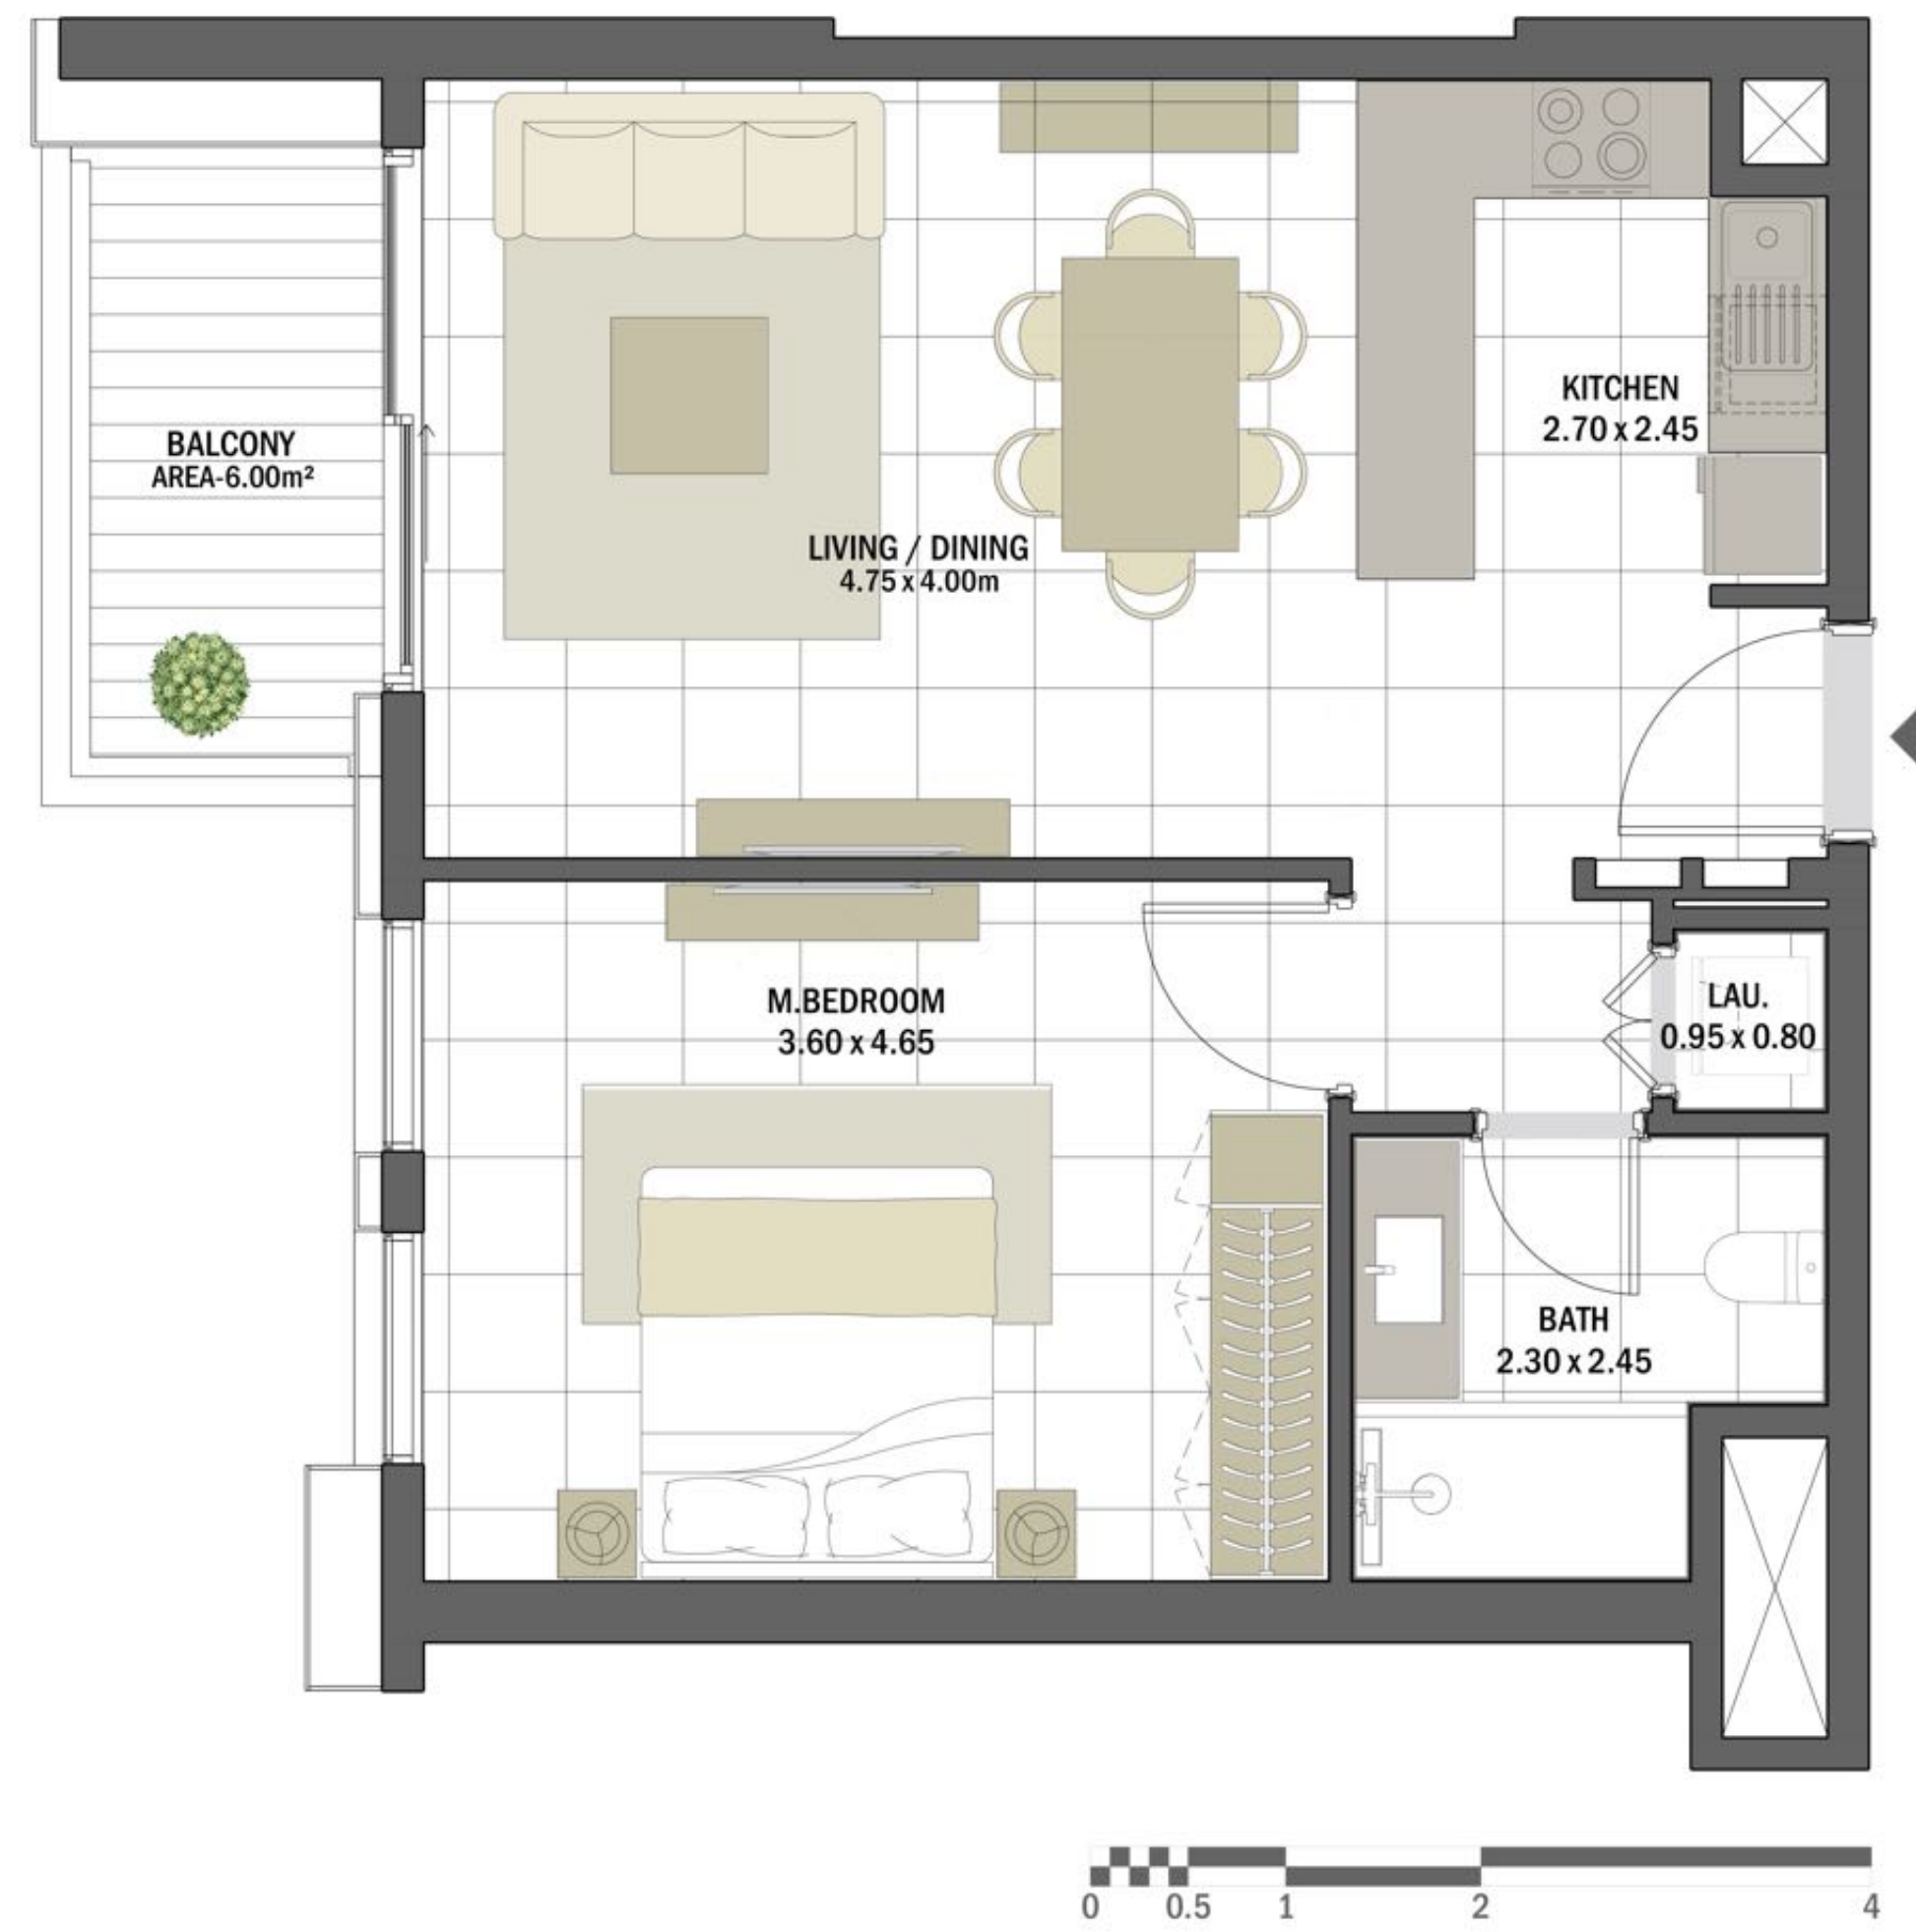 KITCHEN
2.70 x 2.45
BALCONY
AREA-6.00m²
LIVING / DINING
4.75 x 4.00m
M.BEDROOM
3.60 x 4.65
LAU.
0.95 x 0.80
BATH
2.30 x 2.45
0 0.5 1 2 4